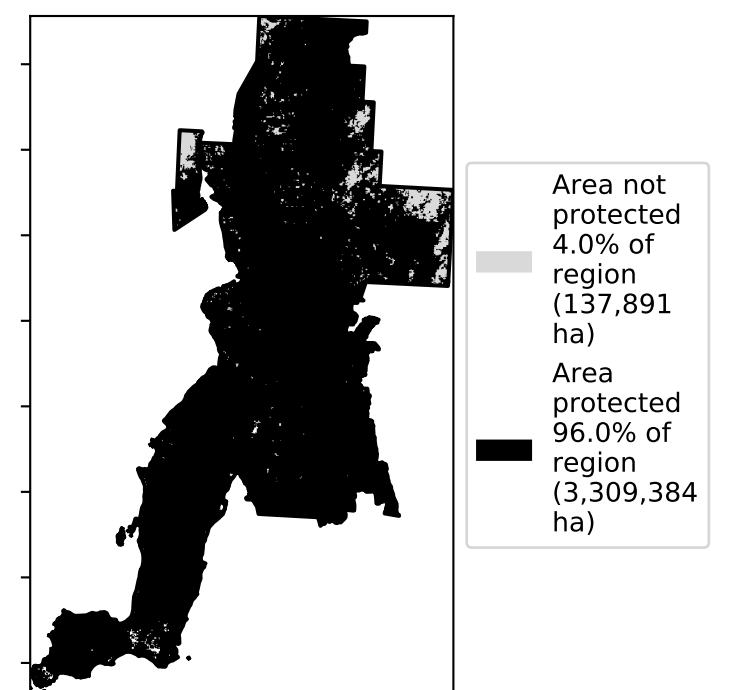 Area not
protected
4.0% of
region
(137,891
ha)
Area
protected
96.0% of
region
(3,309,384
ha)